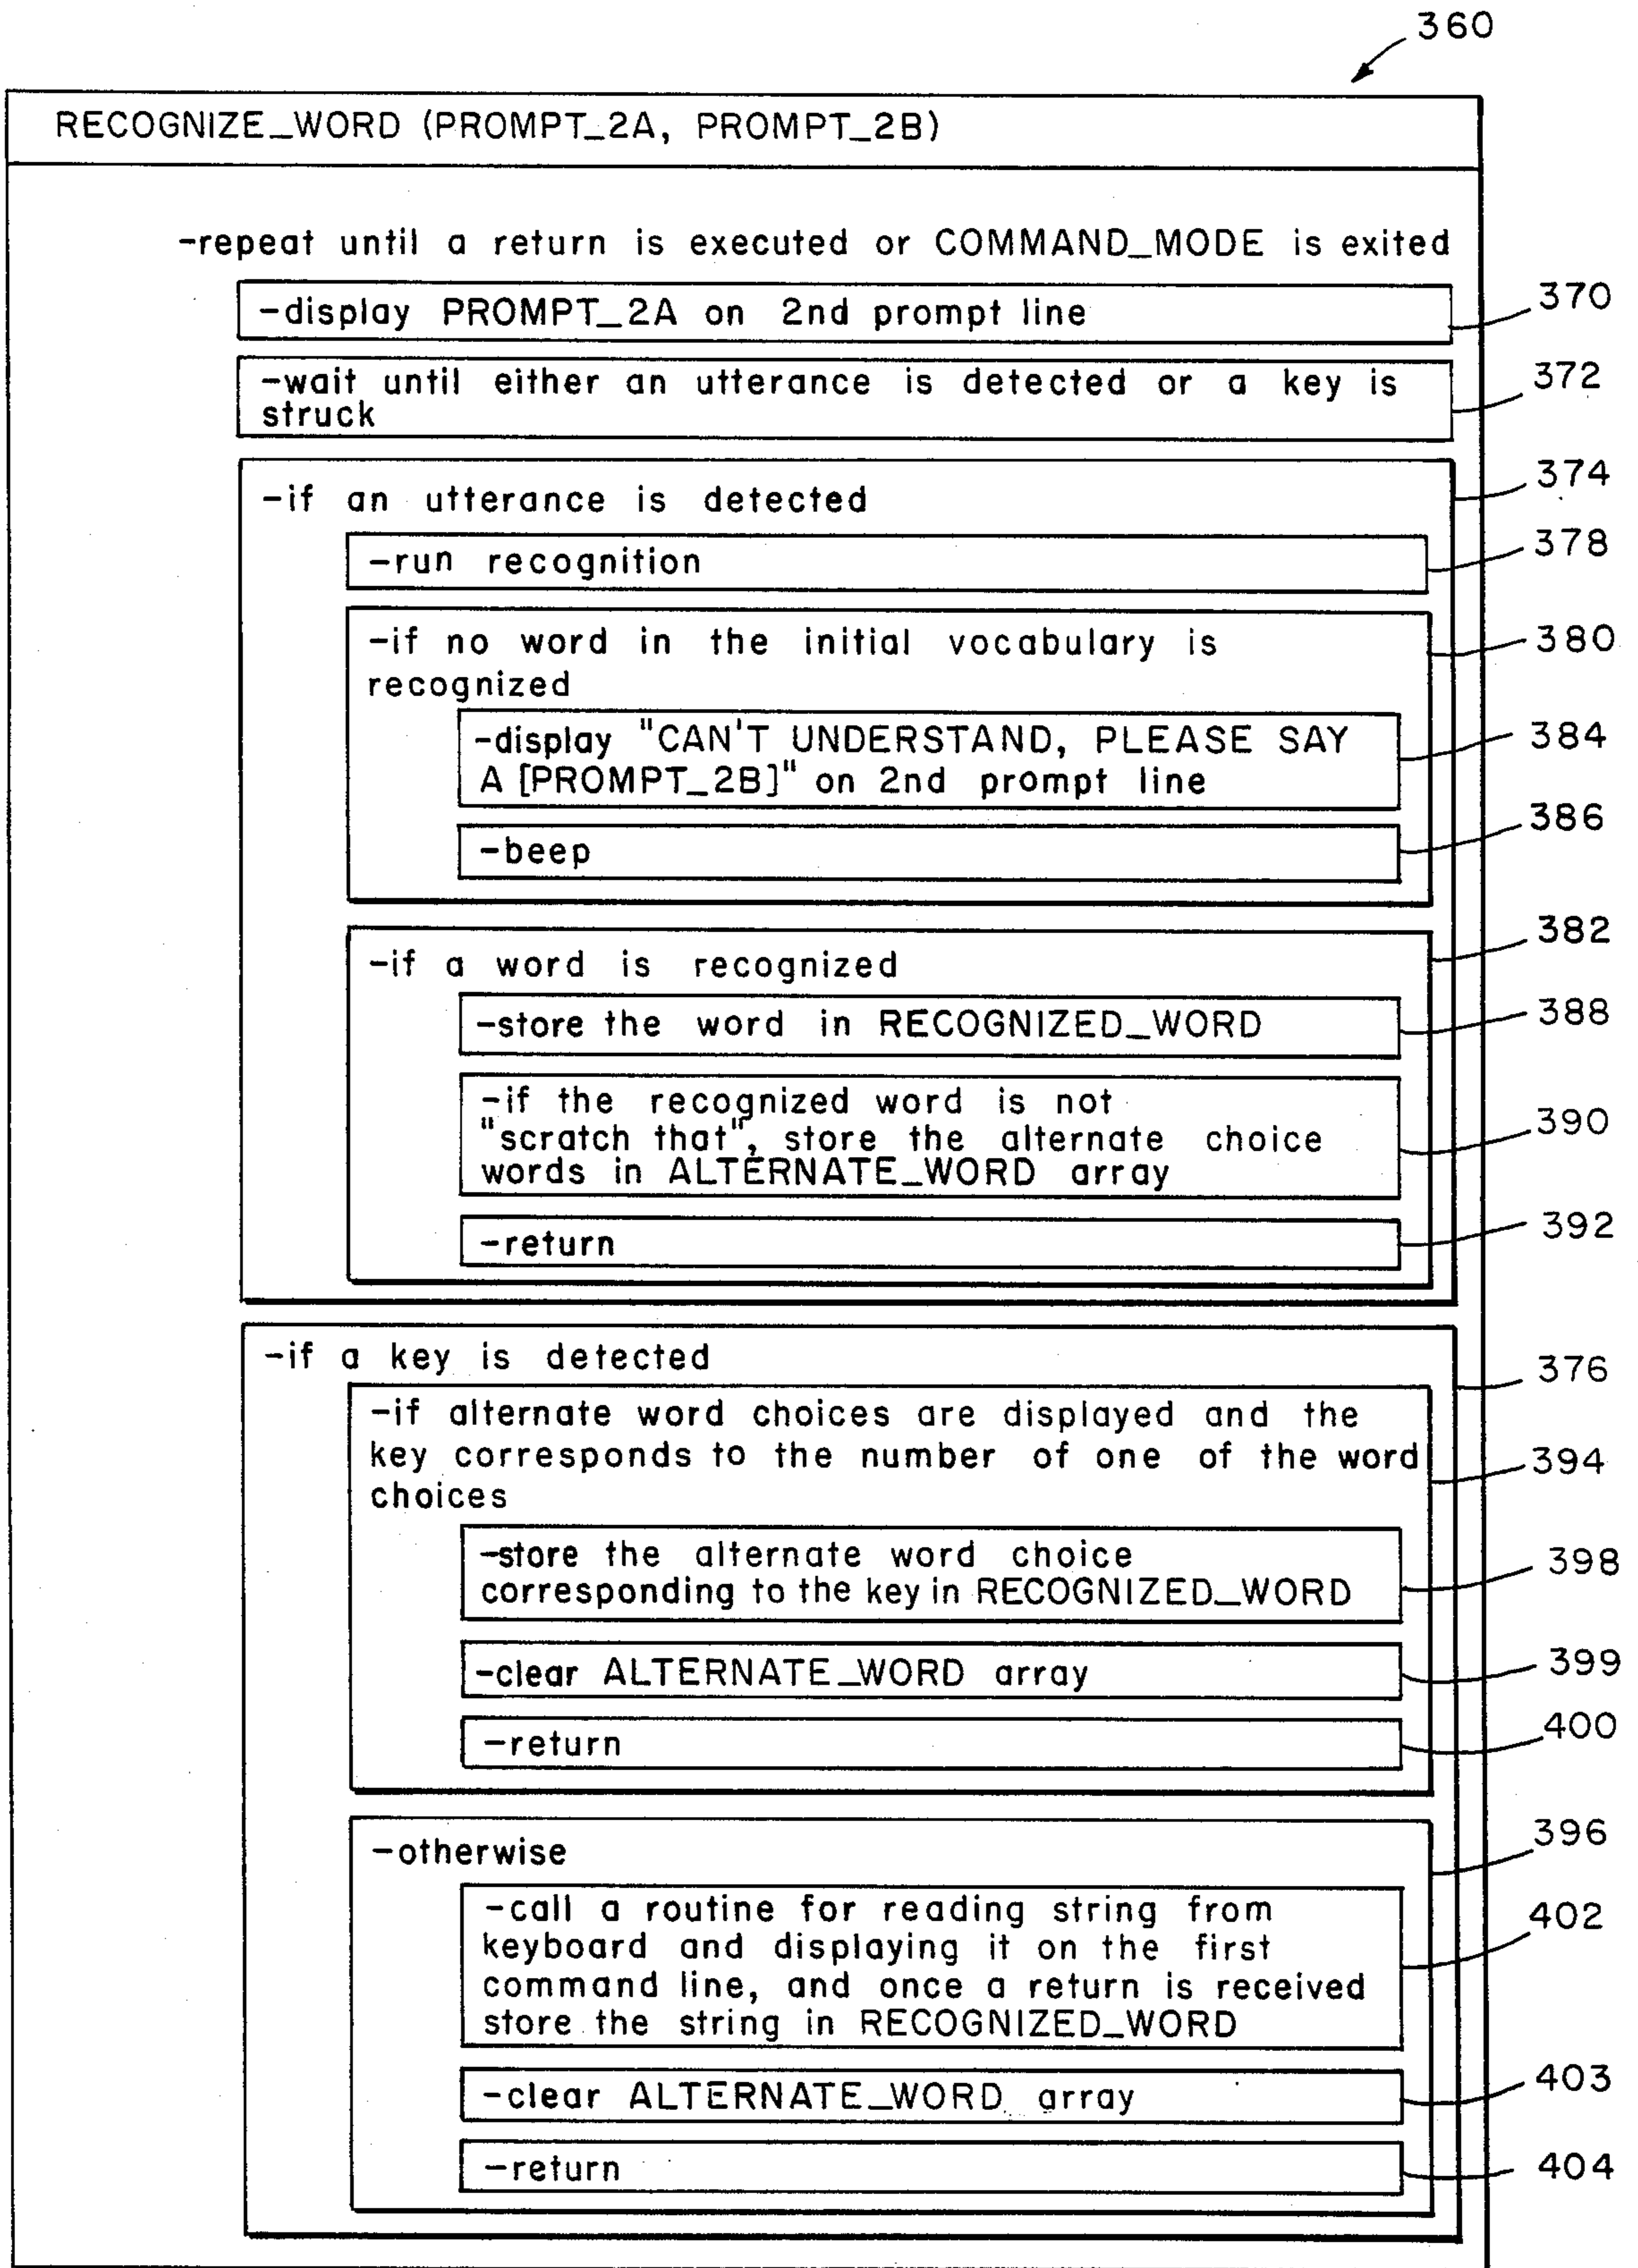 360
RECOGNIZE_WORD (PROMPT_2A, PROMPT_2B)
-repeat until a return is executed or COMMAND_MODE is exited
-display PROMPT_2A on 2nd prompt line
370
-wait until either an utterance is detected or a key is
struck
372
-if an utterance is detected
374
-run recognition
378
-if no word in the initial vocabulary is
recognized
380
-display "CAN'T UNDERSTAND, PLEASE SAY
A [PROMPT_2B]" on 2nd prompt line
384
-beep
386
-if a word is recognized
382
-store the word in RECOGNIZED_WORD
388
-if the recognized word is not
"scratch that", store the alternate choice
words in ALTERNATE_WORD array
390
-return
392
-if a key is detected
376
-if alternate word choices are displayed and the
key corresponds to the number of one of the word
choices
394
-store the alternate word choice
corresponding to the key in RECOGNIZED_WORD
398
-clear ALTERNATE_WORD array
399
-return
400
-otherwise
396
-call a routine for reading string from
keyboard and displaying it on the first
command line, and once a return is received
store the string in RECOGNIZED_WORD
402
-clear ALTERNATE_WORD array
403
-return
404